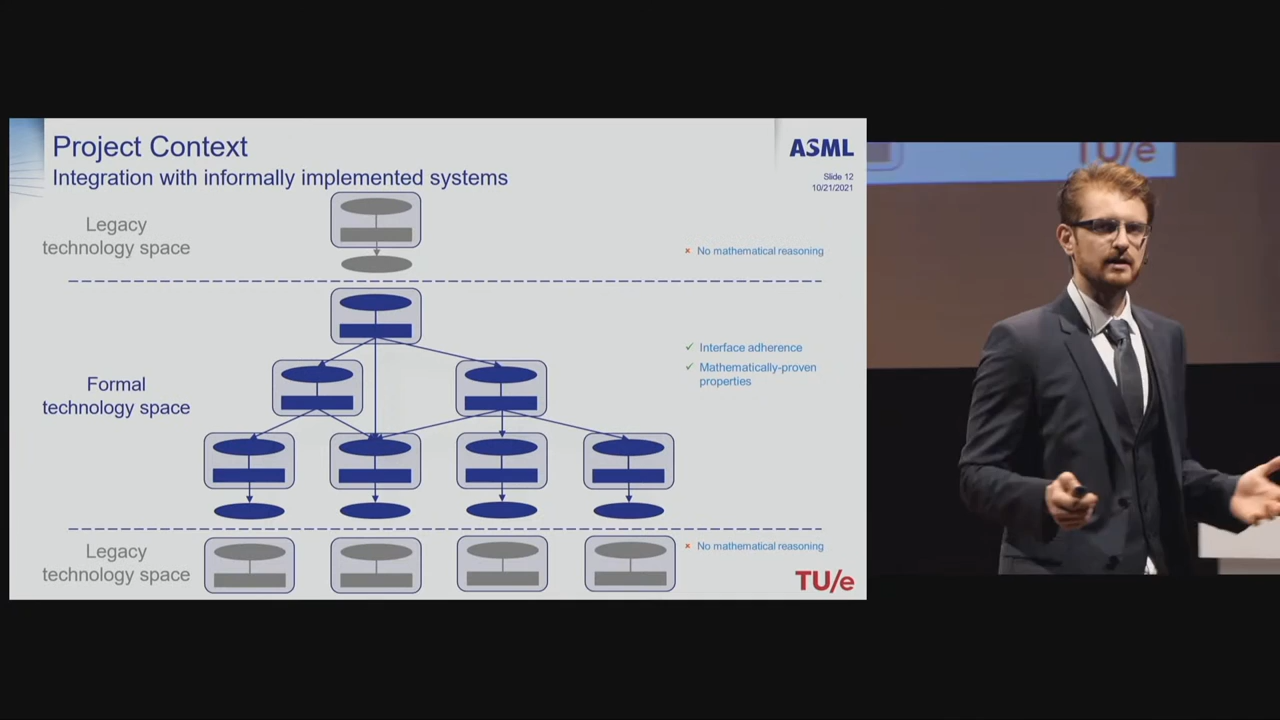 Project Context
Integration with informally implemented systems
ASML
Slide 12
10/21/2021
Legacy
technology space
× No mathematical reasoning
Formal
technology space
✓ Interface adherence
✓ Mathematically-proven
properties
Legacy
technology space
× No mathematical reasoning
TU/e
TU/e